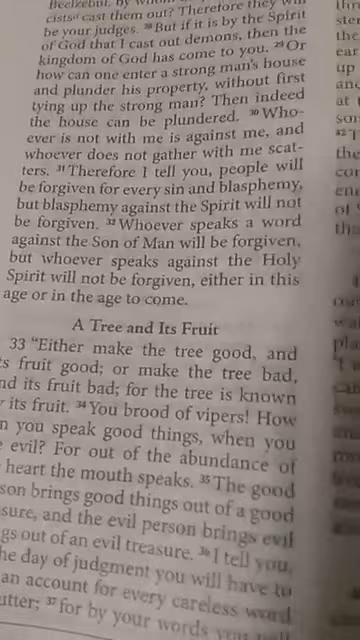 Beelzebul, by whom
cists cast them out? Therefore they will
be your judges. 28 But if it is by the Spirit
of God that I cast out demons, then the
kingdom of God has come to you. 29 Or
how can one enter a strong man's house
and plunder his property, without first
tying up the strong man? Then indeed
the house can be plundered. 30 Who-
ever is not with me is against me, and
whoever does not gather with me scat-
ters. 31 Therefore I tell you, people will
be forgiven for every sin and blasphemy,
but blasphemy against the Spirit will not
be forgiven. 32 Whoever speaks a word
against the Son of Man will be forgiven,
but whoever speaks against the Holy
Spirit will not be forgiven, either in this
age or in the age to come.
A Tree and Its Fruit
33 "Either make the tree good, and
ts fruit good; or make the tree bad,
nd its fruit bad; for the tree is known
its fruit. 34 You brood of vipers! How
n you speak good things, when you
evil? For out of the abundance of
heart the mouth speaks. 35 The good
son brings good things out of a good
sure, and the evil person brings evil
gs out of an evil treasure. 36 I tell you,
he day of judgment you will have to
an account for every careless word
utter; 37 for by your words you